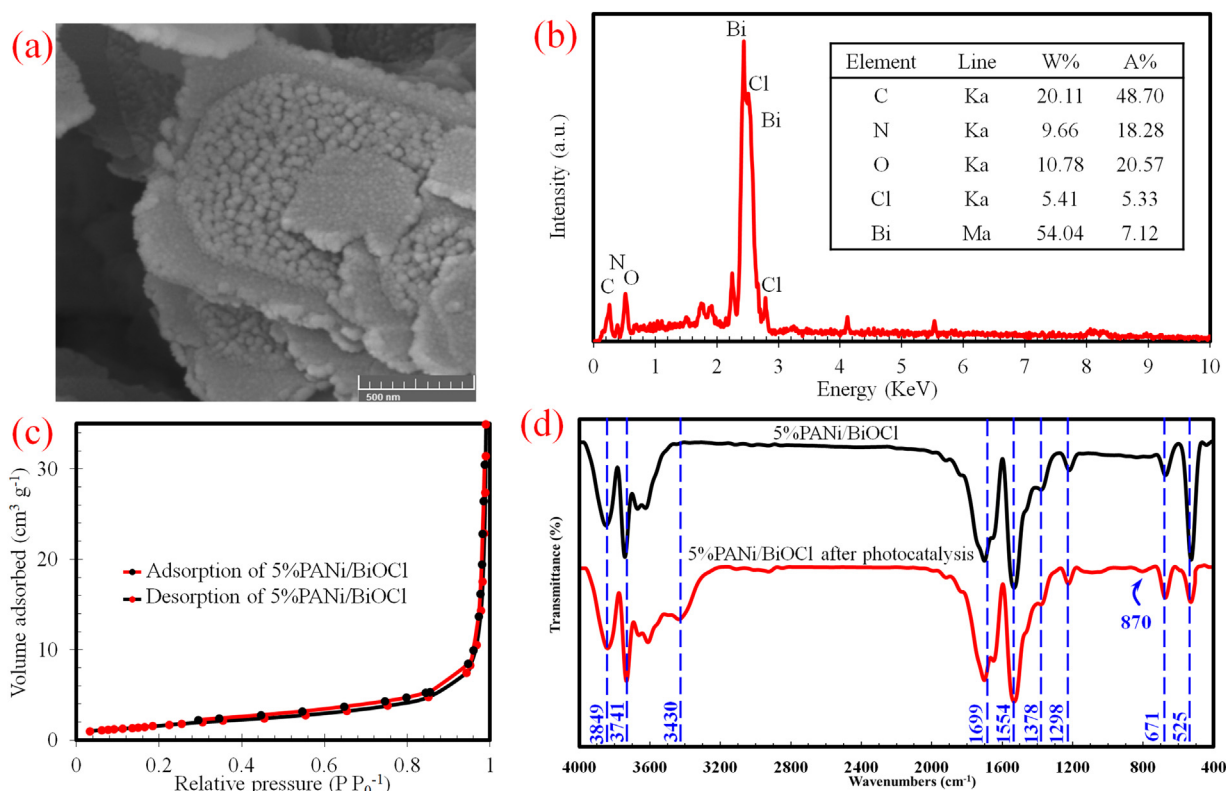 (a)
500 nm
(b)
Bi
Cl
Bi
N
C
O
Cl
Element Line W% A%
C Ka 20.11 48.70
N Ka 9.66 18.28
O Ka 10.78 20.57
Cl Ka 5.41 5.33
Bi Ma 54.04 7.12
Intensity (a.u.)
0 1 2 3 4 5 6 7 8 9 10
Energy (KeV)
(c)
30
20
10
0
Volume adsorbed (cm³ g⁻¹)
Adsorption of 5%PANi/BiOCl
Desorption of 5%PANi/BiOCl
0 0.2 0.4 0.6 0.8 1
Relative pressure (P P₀⁻¹)
(d)
5%PANi/BiOCl
5%PANi/BiOCl after photocatalysis
870
Transmittance (%)
3849 3741 3430 1699 1554 1378 1298 671 525
4000 3600 3200 2800 2400 2000 1600 1200 800 400
Wavenumbers (cm⁻¹)